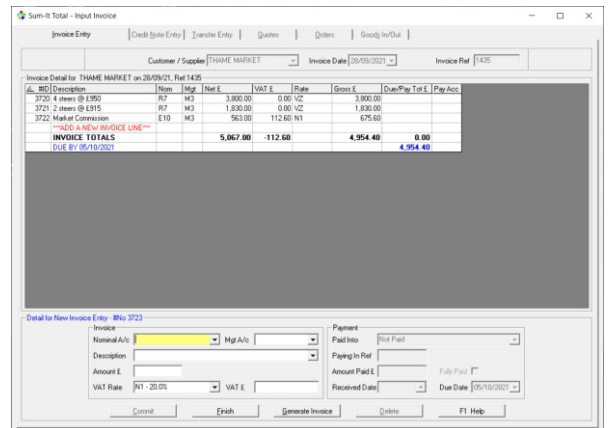 Sum-It Total - Input Invoice
Invoice Entry Credit Note Entry Transfer Entry Quotes Orders Goods In/Out
Customer / Supplier THAME MARKET Invoice Date 28/09/2021 Invoice Ref 1435
Invoice Detail for THAME MARKET on 28/09/21, Ref:1435
#ID Description Nom Mgt Net £ VAT £ Rate Gross £ Due/Pay Tot £ Pay Acc
3720 4 steers @ £950 R7 M3 3,800.00 0.00 VZ 3,800.00
3721 2 steers @ £915 R7 M3 1,830.00 0.00 VZ 1,830.00
3722 Market Commission E10 M3 563.00 112.60 N1 675.60
***ADD A NEW INVOICE LINE***
INVOICE TOTALS 5,067.00 -112.60 4,954.40 0.00
DUE BY 05/10/2021 4,954.40
Detail for New Invoice Entry - #No 3723
Invoice Payment
Nominal A/c Mgt A/c Paid Into Not Paid
Description Paying In Ref
Amount £ Amount Paid £ Fully Paid
VAT Rate N1 - 20.0% VAT £ Received Date Due Date 05/10/2021
Commit Finish Generate Invoice Delete F1 Help